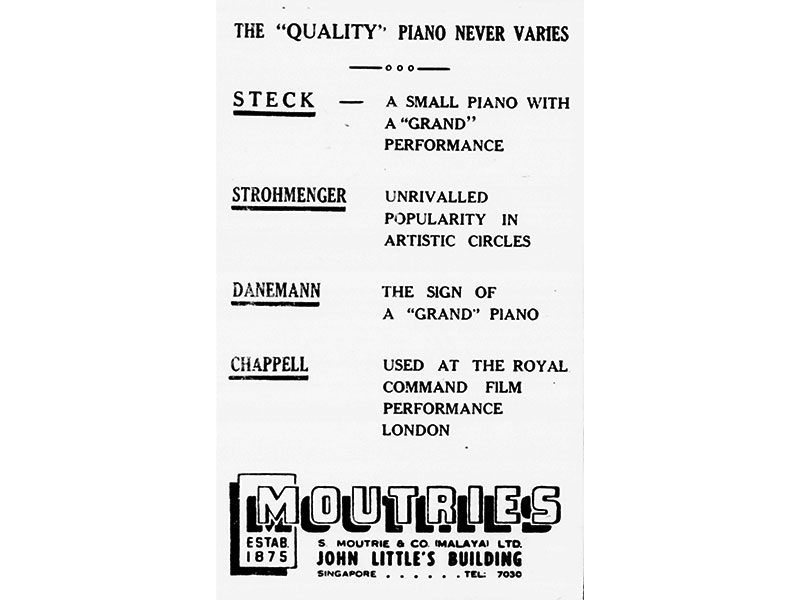 THE “QUALITY” PIANO NEVER VARIES
STECK — A SMALL PIANO WITH
A “GRAND”
PERFORMANCE
STROHMENGER UNRIVALLED
POPULARITY IN
ARTISTIC CIRCLES
DANEMANN THE SIGN OF
A “GRAND” PIANO
CHAPPELL USED AT THE ROYAL
COMMAND FILM
PERFORMANCE
LONDON
MOUTRIES
ESTAB.
1875
S. MOUTRIE & CO. (MALAYA) LTD.
JOHN LITTLE'S BUILDING
SINGAPORE . . . . . . TEL: 7030